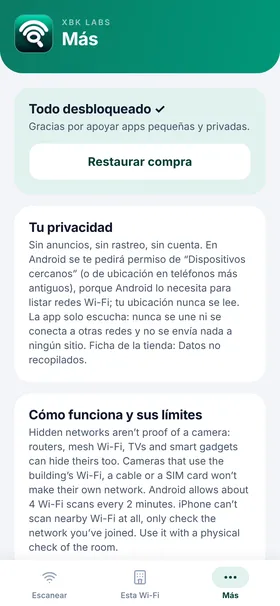 XBK LABS
Más
Todo desbloqueado ✓
Gracias por apoyar apps pequeñas y privadas.
Restaurar compra
Tu privacidad
Sin anuncios, sin rastreo, sin cuenta. En
Android se te pedirá permiso de “Dispositivos
cercanos” (o de ubicación en teléfonos más
antiguos), porque Android lo necesita para
listar redes Wi-Fi; tu ubicación nunca se lee.
La app solo escucha: nunca se une ni se
conecta a otras redes y no se envía nada a
ningún sitio. Ficha de la tienda: Datos no
recopilados.
Cómo funciona y sus límites
Hidden networks aren’t proof of a camera:
routers, mesh Wi-Fi, TVs and smart gadgets
can hide theirs too. Cameras that use the
building’s Wi-Fi, a cable or a SIM card won’t
make their own network. Android allows about
4 Wi-Fi scans every 2 minutes. iPhone can’t
scan nearby Wi-Fi at all, only check the
network you’ve joined. Use it with a physical
check of the room.
Escanear
Esta Wi-Fi
Más